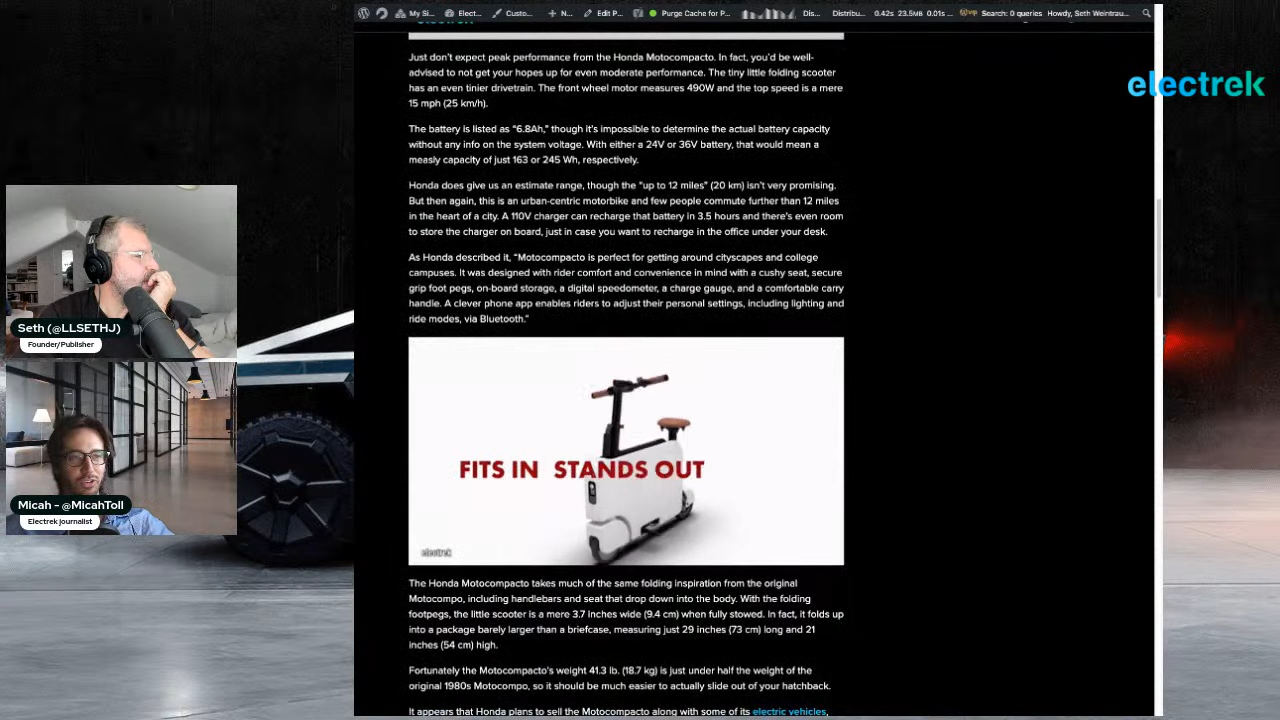 My Si...
Elect...
Custo...
N...
Edit P...
Purge Cache for P...
Dis...
Distribu...
0.42s 23.5MB 0.01s ...
Search: 0 queries
Howdy, Seth Weintrau...
electrek
Just don't expect peak performance from the Honda Motocompacto. In fact, you'd be well-
advised to not get your hopes up for even moderate performance. The tiny little folding scooter
has an even tinier drivetrain. The front wheel motor measures 490W and the top speed is a mere
15 mph (25 km/h).
The battery is listed as "6.8Ah," though it's impossible to determine the actual battery capacity
without any info on the system voltage. With either a 24V or 36V battery, that would mean a
measly capacity of just 163 or 245 Wh, respectively.
Honda does give us an estimate range, though the "up to 12 miles" (20 km) isn't very promising.
But then again, this is an urban-centric motorbike and few people commute further than 12 miles
in the heart of a city. A 110V charger can recharge that battery in 3.5 hours and there's even room
to store the charger on board, just in case you want to recharge in the office under your desk.
As Honda described it, "Motocompacto is perfect for getting around cityscapes and college
campuses. It was designed with rider comfort and convenience in mind with a cushy seat, secure
grip foot pegs, on-board storage, a digital speedometer, a charge gauge, and a comfortable carry
handle. A clever phone app enables riders to adjust their personal settings, including lighting and
ride modes, via Bluetooth."
FITS IN STANDS OUT
electrek
The Honda Motocompacto takes much of the same folding inspiration from the original
Motocompo, including handlebars and seat that drop down into the body. With the folding
footpegs, the little scooter is a mere 3.7 inches wide (9.4 cm) when fully stowed. In fact, it folds up
into a package barely larger than a briefcase, measuring just 29 inches (73 cm) long and 21
inches (54 cm) high.
Fortunately the Motocompacto's weight 41.3 lb. (18.7 kg) is just under half the weight of the
original 1980s Motocompo, so it should be much easier to actually slide out of your hatchback.
It appears that Honda plans to sell the Motocompacto along with some of its electric vehicles,
Seth (@LLSETHJ)
Founder/Publisher
Micah - @MicahToll
Electrek journalist